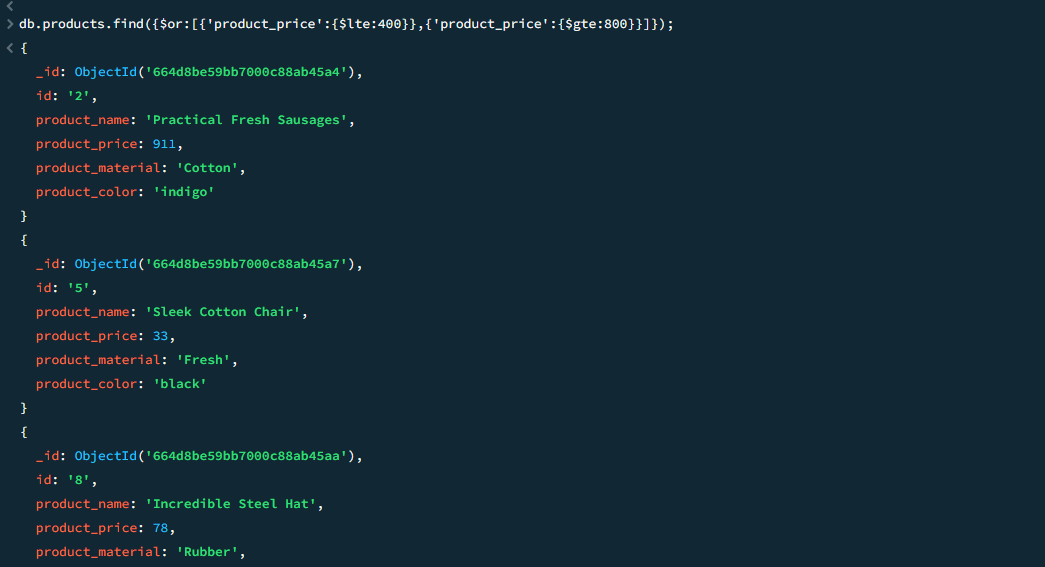 db.products.find({$or:[{'product_price':{$lte:400}},{'product_price':{$gte:800}}]});
{
_id: ObjectId('664d8be59bb7000c88ab45a4'),
id: '2',
product_name: 'Practical Fresh Sausages',
product_price: 911,
product_material: 'Cotton',
product_color: 'indigo'
}
{
_id: ObjectId('664d8be59bb7000c88ab45a7'),
id: '5',
product_name: 'Sleek Cotton Chair',
product_price: 33,
product_material: 'Fresh',
product_color: 'black'
}
{
_id: ObjectId('664d8be59bb7000c88ab45aa'),
id: '8',
product_name: 'Incredible Steel Hat',
product_price: 78,
product_material: 'Rubber',